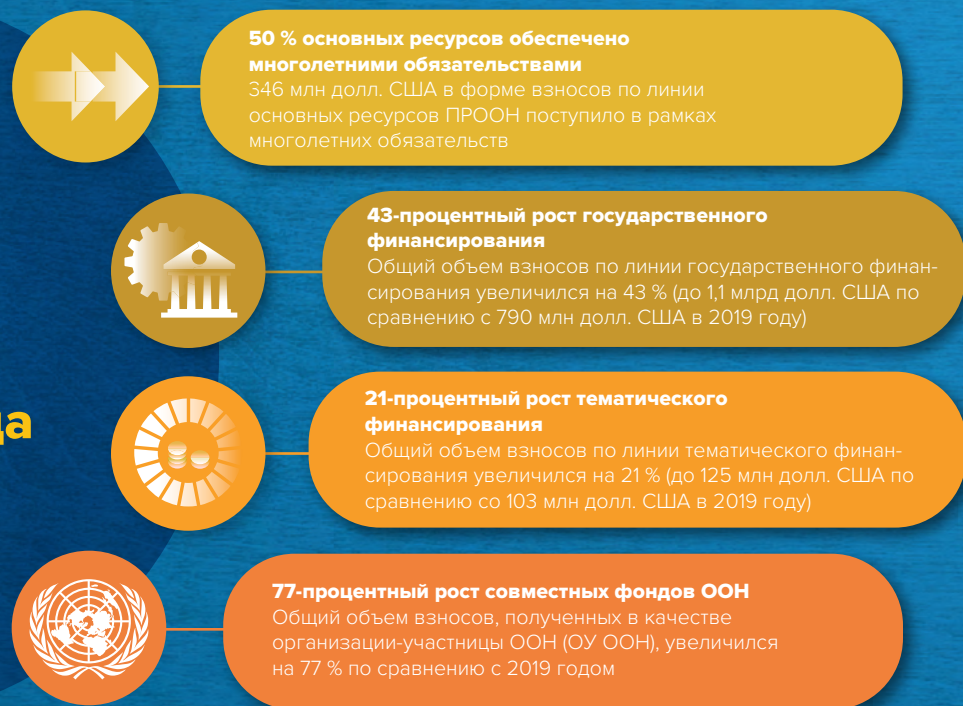 50 % основных ресурсов обеспечено
многолетними обязательствами
346 млн долл. США в форме взносов по линии
основных ресурсов ПРООН поступило в рамках
многолетних обязательств
43-процентный рост государственного
финансирования
Общий объем взносов по линии государственного финан-
сирования увеличился на 43 % (до 1,1 млрд долл. США по
сравнению с 790 млн долл. США в 2019 году)
21-процентный рост тематического
финансирования
Общий объем взносов по линии тематического финан-
сирования увеличился на 21 % (до 125 млн долл. США по
сравнению со 103 млн долл. США в 2019 году)
77-процентный рост совместных фондов ООН
Общий объем взносов, полученных в качестве
организации-участницы ООН (ОУ ООН), увеличился
на 77 % по сравнению с 2019 годом